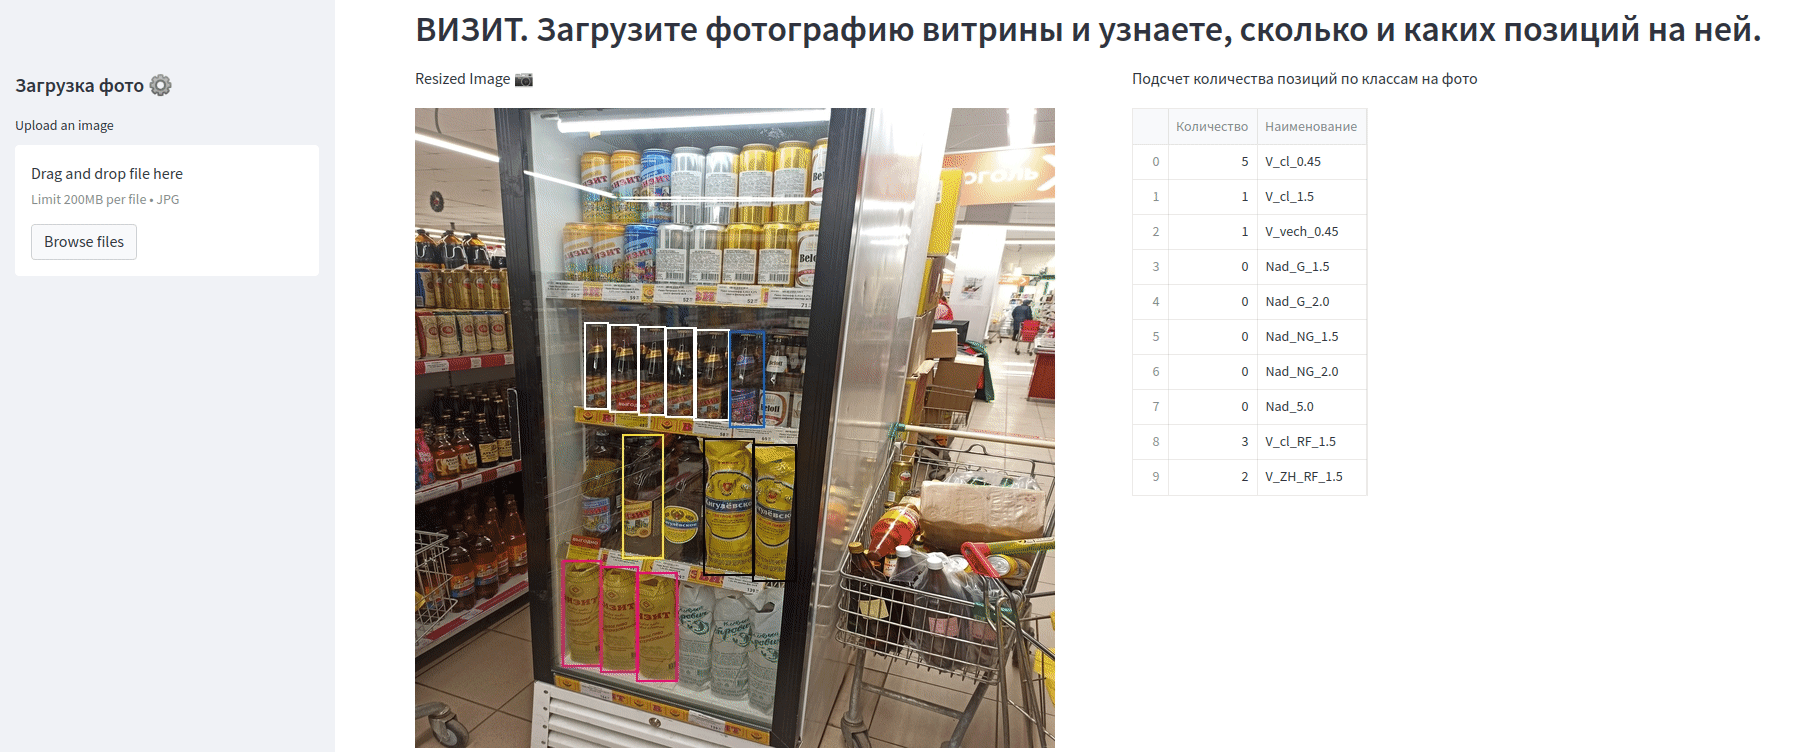 ВИЗИТ. Загрузите фотографию витрины и узнаете, сколько и каких позиций на ней.
Загрузка фото
Upload an image
Drag and drop file here
Limit 200MB per file • JPG
Browse files
Resized Image
Подсчет количества позиций по классам на фото
Количество Наименование
0 5 V_cl_0.45
1 1 V_cl_1.5
2 1 V_vech_0.45
3 0 Nad_G_1.5
4 0 Nad_G_2.0
5 0 Nad_NG_1.5
6 0 Nad_NG_2.0
7 0 Nad_5.0
8 3 V_cl_RF_1.5
9 2 V_ZH_RF_1.5